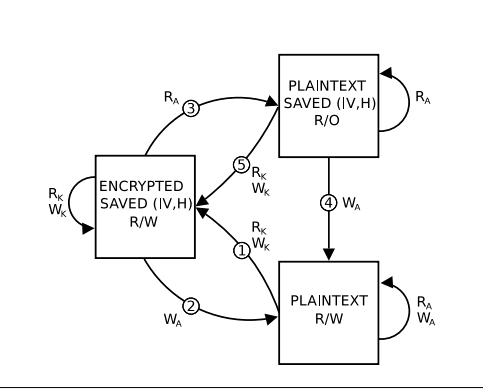 PLAINTEXT
SAVED (IV,H)
R/O
RA
3
RA
5
RK
WK
ENCRYPTED
SAVED (IV,H)
R/W
RK
WK
4 WA
RK
WK
1
2
WA
PLAINTEXT
R/W
RA
WA